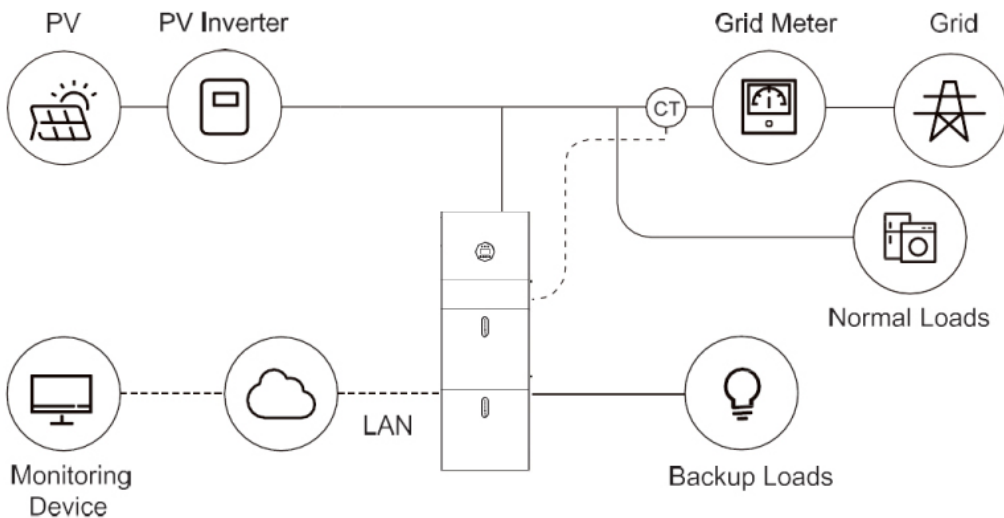 PV
PV Inverter
Grid Meter
Grid
CT
Normal Loads
LAN
Monitoring
Device
Backup Loads